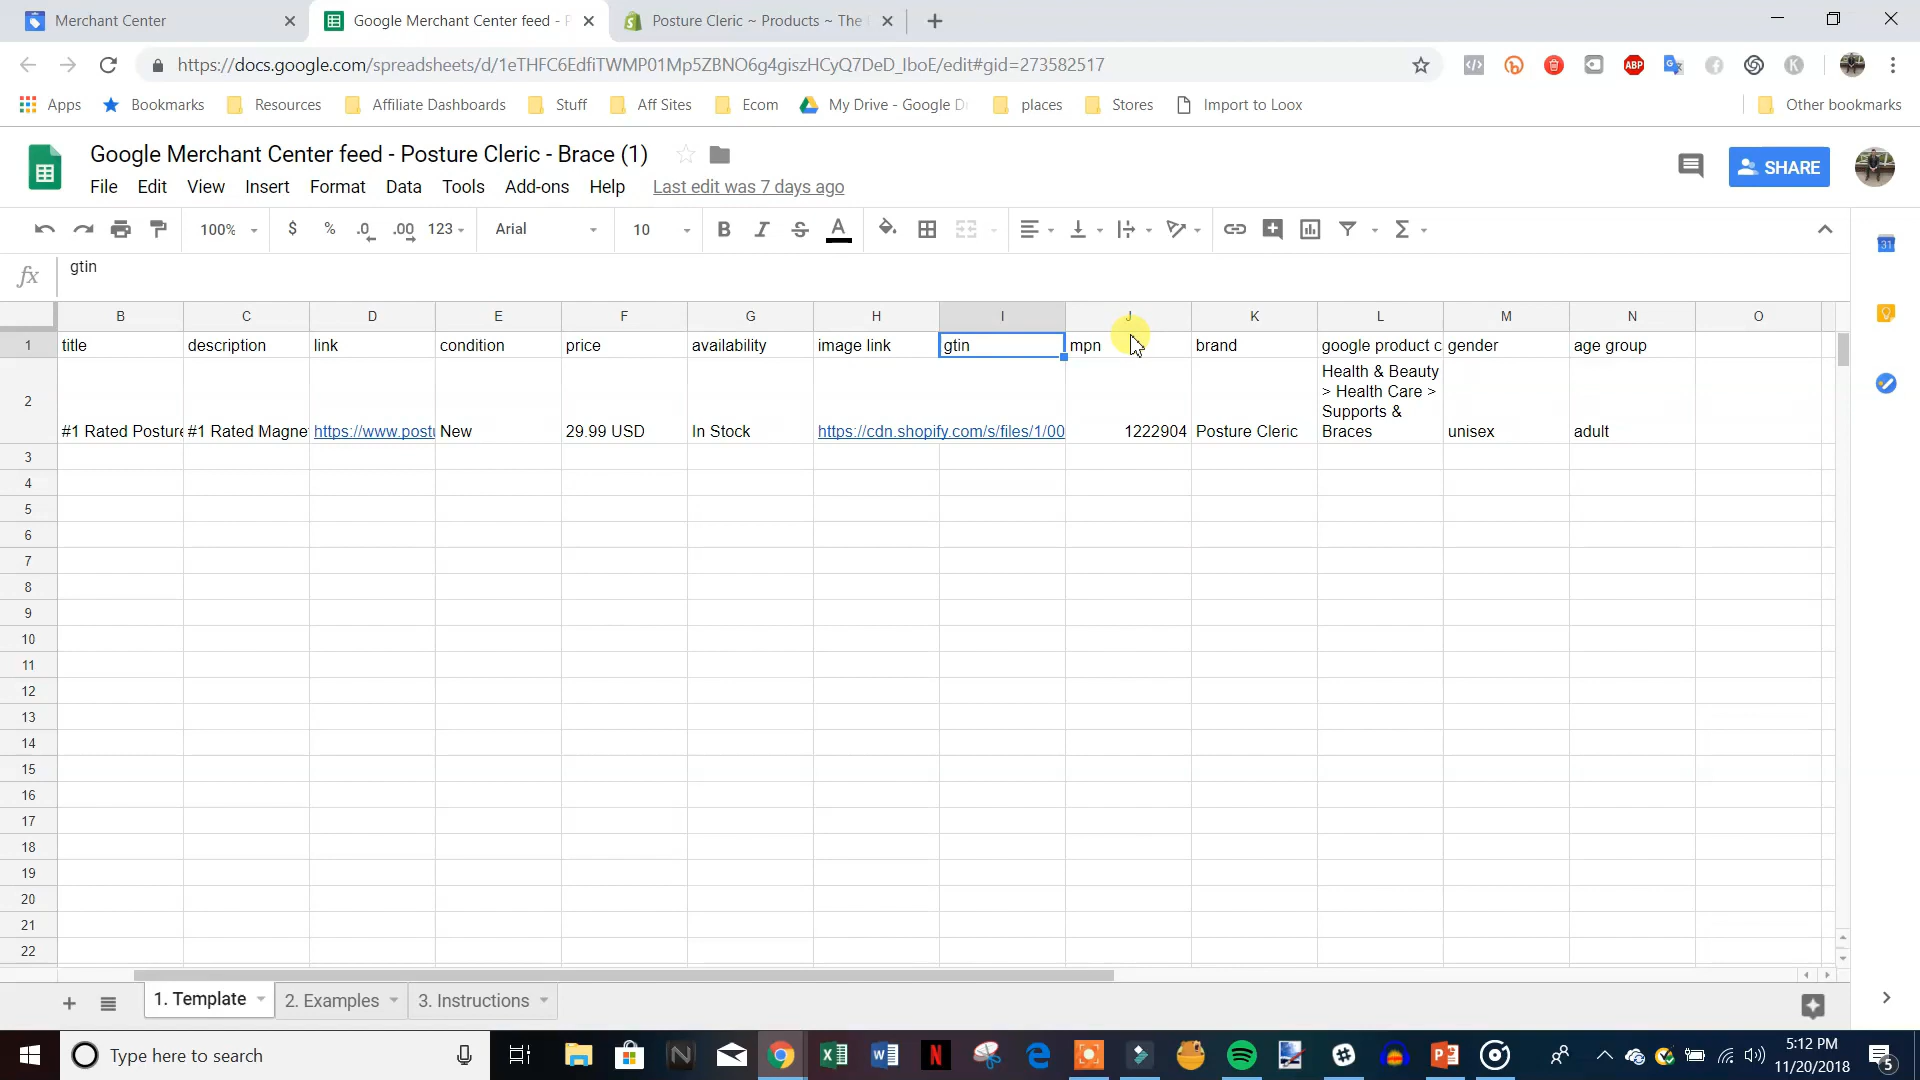 Merchant Center
Google Merchant Center feed - P
Posture Cleric ~ Products ~ The
https://docs.google.com/spreadsheets/d/1eTHFC6EdfiTWMP01Mp5ZBNO6g4giszHCyQ7DeD_IboE/edit#gid=273582517
ABP
Apps Bookmarks Resources Affiliate Dashboards Stuff Aff Sites Ecom My Drive - Google Dr places Stores Import to Loox Other bookmarks
Google Merchant Center feed - Posture Cleric - Brace (1)
File Edit View Insert Format Data Tools Add-ons Help Last edit was 7 days ago
SHARE
100% $ % .0 .00 123 Arial 10 B I S A
31
fx gtin
B C D E F G H I J K L M N O
1 title description link condition price availability image link gtin mpn brand google product c gender age group
2 #1 Rated Posture #1 Rated Magne https://www.postu New 29.99 USD In Stock https://cdn.shopify.com/s/files/1/00 1222904 Posture Cleric Health & Beauty > Health Care > Supports & Braces unisex adult
3
4
5
6
7
8
9
10
11
12
13
14
15
16
17
18
19
20
21
22
1. Template 2. Examples 3. Instructions
Type here to search
5:12 PM
11/20/2018
5